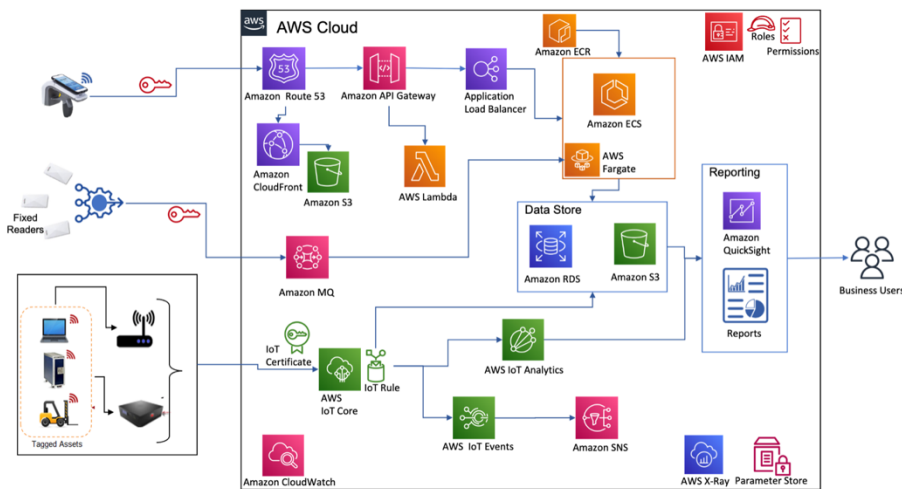 aws
AWS Cloud
Amazon ECR
AWS IAM
Roles
Permissions
53
Amazon Route 53
Amazon API Gateway
Application
Load Balancer
Amazon ECS
Amazon
CloudFront
Amazon S3
AWS Lambda
AWS
Fargate
Fixed
Readers
Amazon MQ
Data Store
Amazon RDS
Amazon S3
Reporting
Amazon
QuickSight
Reports
Business Users
IoT
Certificate
AWS
IoT Core
IoT Rule
AWS IoT Analytics
AWS IoT Events
Amazon SNS
Tagged Assets
Amazon CloudWatch
AWS X-Ray
Parameter Store